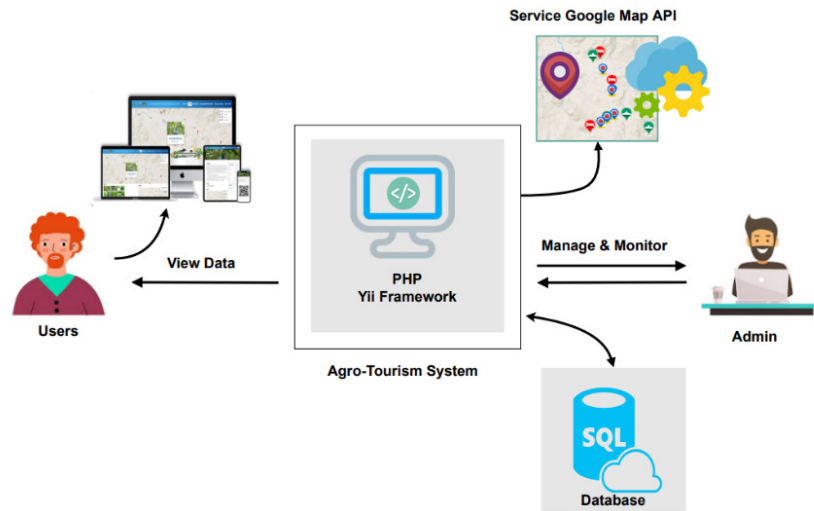 Service Google Map API
</>
View Data
PHP
Yii Framework
Manage & Monitor
Users
Admin
Agro-Tourism System
SQL
Database